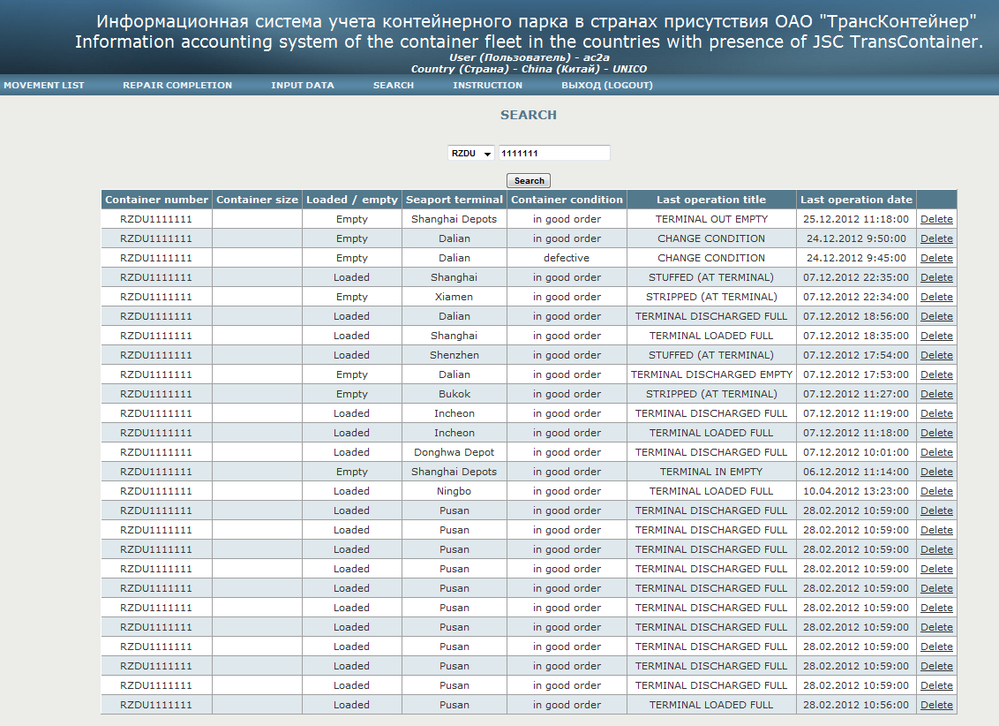 Информационная система учета контейнерного парка в странах присутствия ОАО "ТрансКонтейнер"
Information accounting system of the container fleet in the countries with presence of JSC TransContainer.
User (Пользователь) - ac2a
Country (Страна) - China (Китай) - UNICO
MOVEMENT LIST REPAIR COMPLETION INPUT DATA SEARCH INSTRUCTION ВЫХОД (LOGOUT)
SEARCH
RZDU 1111111
Search
Container number Container size Loaded / empty Seaport terminal Container condition Last operation title Last operation date
RZDU1111111 Empty Shanghai Depots in good order TERMINAL OUT EMPTY 25.12.2012 11:18:00 Delete
RZDU1111111 Empty Dalian in good order CHANGE CONDITION 24.12.2012 9:50:00 Delete
RZDU1111111 Empty Dalian defective CHANGE CONDITION 24.12.2012 9:45:00 Delete
RZDU1111111 Loaded Shanghai in good order STUFFED (AT TERMINAL) 07.12.2012 22:35:00 Delete
RZDU1111111 Empty Xiamen in good order STRIPPED (AT TERMINAL) 07.12.2012 22:34:00 Delete
RZDU1111111 Loaded Dalian in good order TERMINAL DISCHARGED FULL 07.12.2012 18:56:00 Delete
RZDU1111111 Loaded Shanghai in good order TERMINAL LOADED FULL 07.12.2012 18:35:00 Delete
RZDU1111111 Loaded Shenzhen in good order STUFFED (AT TERMINAL) 07.12.2012 17:54:00 Delete
RZDU1111111 Empty Dalian in good order TERMINAL DISCHARGED EMPTY 07.12.2012 17:53:00 Delete
RZDU1111111 Empty Bukok in good order STRIPPED (AT TERMINAL) 07.12.2012 11:27:00 Delete
RZDU1111111 Loaded Incheon in good order TERMINAL DISCHARGED FULL 07.12.2012 11:19:00 Delete
RZDU1111111 Loaded Incheon in good order TERMINAL LOADED FULL 07.12.2012 11:18:00 Delete
RZDU1111111 Loaded Donghwa Depot in good order TERMINAL DISCHARGED FULL 07.12.2012 10:01:00 Delete
RZDU1111111 Empty Shanghai Depots in good order TERMINAL IN EMPTY 06.12.2012 11:14:00 Delete
RZDU1111111 Loaded Ningbo in good order TERMINAL LOADED FULL 10.04.2012 13:23:00 Delete
RZDU1111111 Loaded Pusan in good order TERMINAL DISCHARGED FULL 28.02.2012 10:59:00 Delete
RZDU1111111 Loaded Pusan in good order TERMINAL DISCHARGED FULL 28.02.2012 10:59:00 Delete
RZDU1111111 Loaded Pusan in good order TERMINAL DISCHARGED FULL 28.02.2012 10:59:00 Delete
RZDU1111111 Loaded Pusan in good order TERMINAL DISCHARGED FULL 28.02.2012 10:59:00 Delete
RZDU1111111 Loaded Pusan in good order TERMINAL DISCHARGED FULL 28.02.2012 10:59:00 Delete
RZDU1111111 Loaded Pusan in good order TERMINAL DISCHARGED FULL 28.02.2012 10:59:00 Delete
RZDU1111111 Loaded Pusan in good order TERMINAL DISCHARGED FULL 28.02.2012 10:59:00 Delete
RZDU1111111 Loaded Pusan in good order TERMINAL DISCHARGED FULL 28.02.2012 10:59:00 Delete
RZDU1111111 Loaded Pusan in good order TERMINAL DISCHARGED FULL 28.02.2012 10:59:00 Delete
RZDU1111111 Loaded Pusan in good order TERMINAL DISCHARGED FULL 28.02.2012 10:59:00 Delete
RZDU1111111 Loaded Pusan in good order TERMINAL LOADED FULL 28.02.2012 10:56:00 Delete